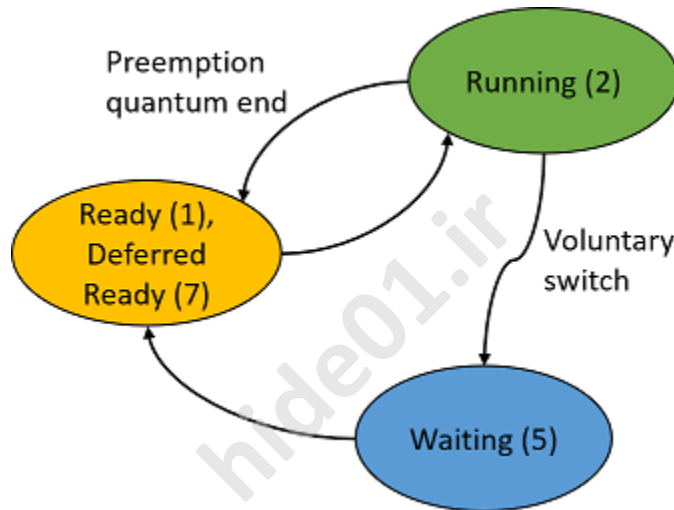 Preemption
quantum end
Running (2)
Ready (1),
Deferred
Ready (7)
Voluntary
switch
Waiting (5)
hide01.ir